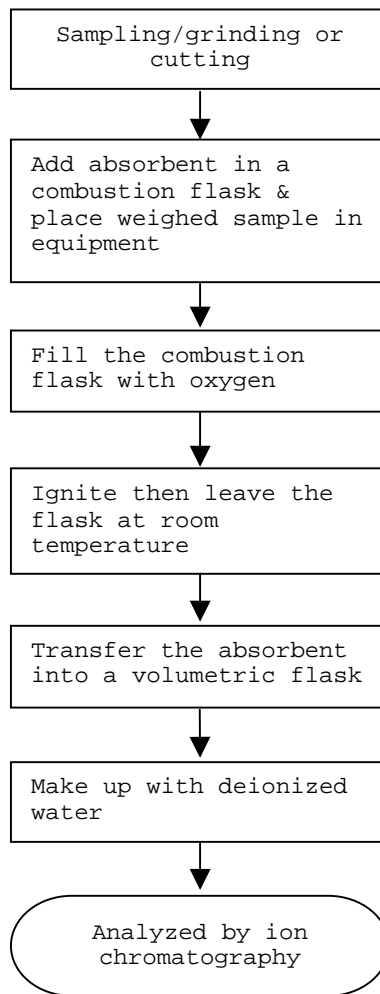 Sampling/grinding or
cutting
Add absorbent in a
combustion flask &
place weighed sample in
equipment
Fill the combustion
flask with oxygen
Ignite then leave the
flask at room
temperature
Transfer the absorbent
into a volumetric flask
Make up with deionized
water
Analyzed by ion
chromatography